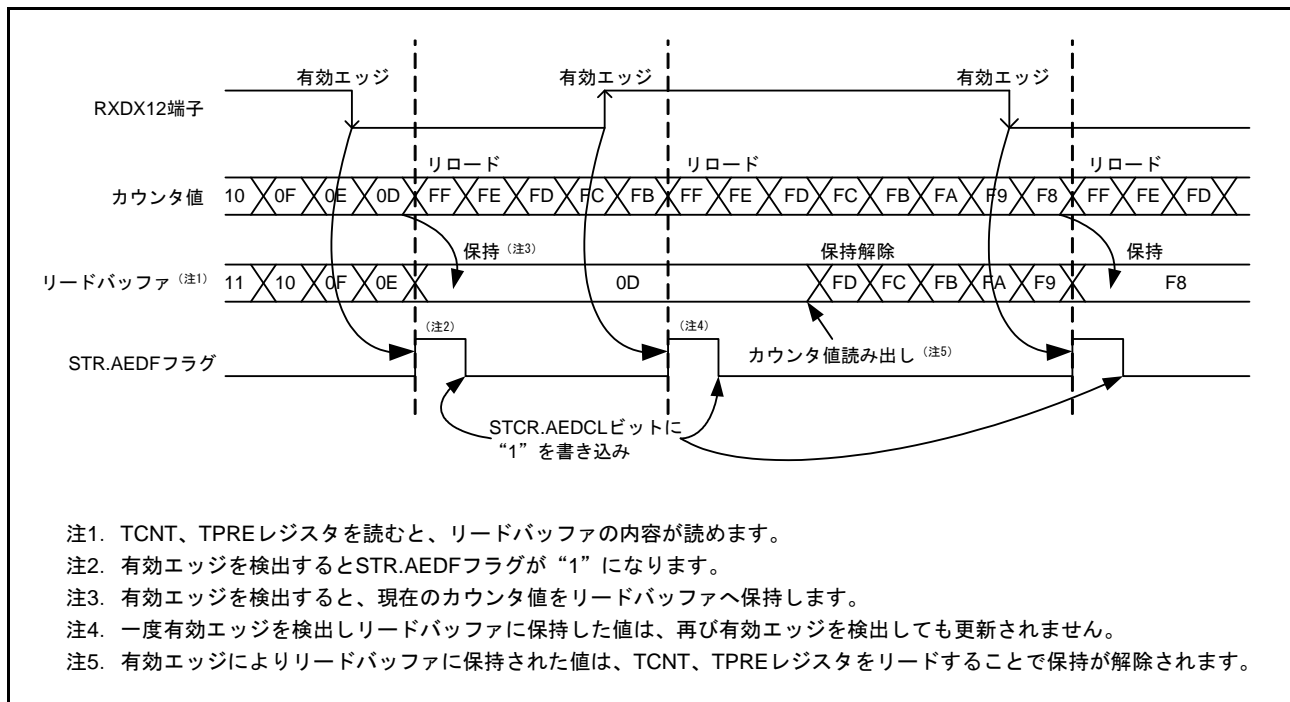 有効エッジ 有効エッジ 有効エッジ
RXDX12端子
リロード リロード リロード
カウンタ値 10 0F 0E 0D FF FE FD FC FB FF FE FD FC FB FA F9 F8 FF FE FD
保持（注3） 保持解除 保持
リードバッファ（注1） 11 10 0F 0E 0D FD FC FB FA F9 F8
（注2） （注4）
カウンタ値読み出し（注5）
STR.AEDFフラグ
STCR.AEDCLビットに
“1”を書き込み
注1. TCNT、TPREレジスタを読むと、リードバッファの内容が読めます。
注2. 有効エッジを検出するとSTR.AEDFフラグが“1”になります。
注3. 有効エッジを検出すると、現在のカウンタ値をリードバッファへ保持します。
注4. 一度有効エッジを検出しリードバッファに保持した値は、再び有効エッジを検出しても更新されません。
注5. 有効エッジによりリードバッファに保持された値は、TCNT、TPREレジスタをリードすることで保持が解除されます。